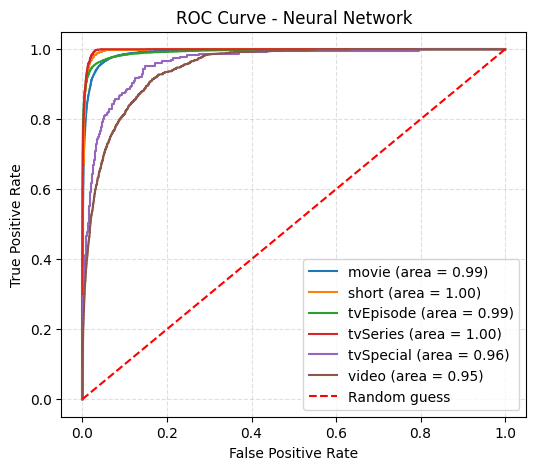 ROC Curve - Neural Network
True Positive Rate
1.0
0.8
0.6
0.4
0.2
0.0
movie (area = 0.99)
short (area = 1.00)
tvEpisode (area = 0.99)
tvSeries (area = 1.00)
tvSpecial (area = 0.96)
video (area = 0.95)
Random guess
0.0 0.2 0.4 0.6 0.8 1.0
False Positive Rate